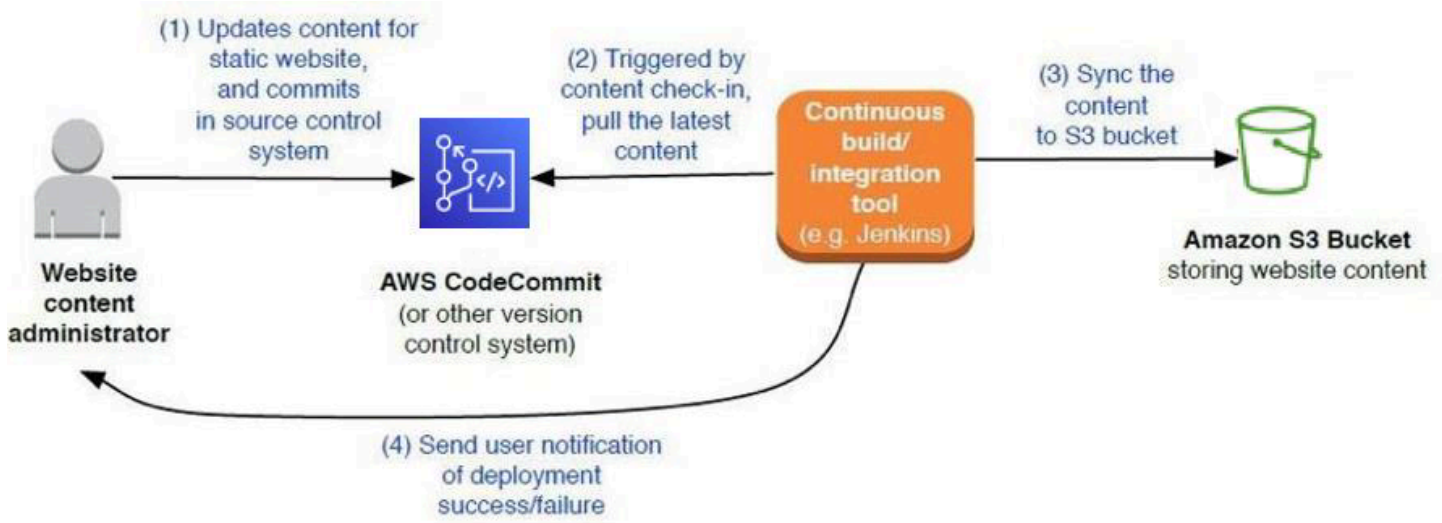 (1) Updates content for
static website,
and commits
in source control
system
(2) Triggered by
content check-in,
pull the latest
content
Continuous
build/
integration
tool
(e.g. Jenkins)
(3) Sync the
content
to S3 bucket
</>
Website
content
administrator
AWS CodeCommit
(or other version
control system)
Amazon S3 Bucket
storing website content
(4) Send user notification
of deployment
success/failure